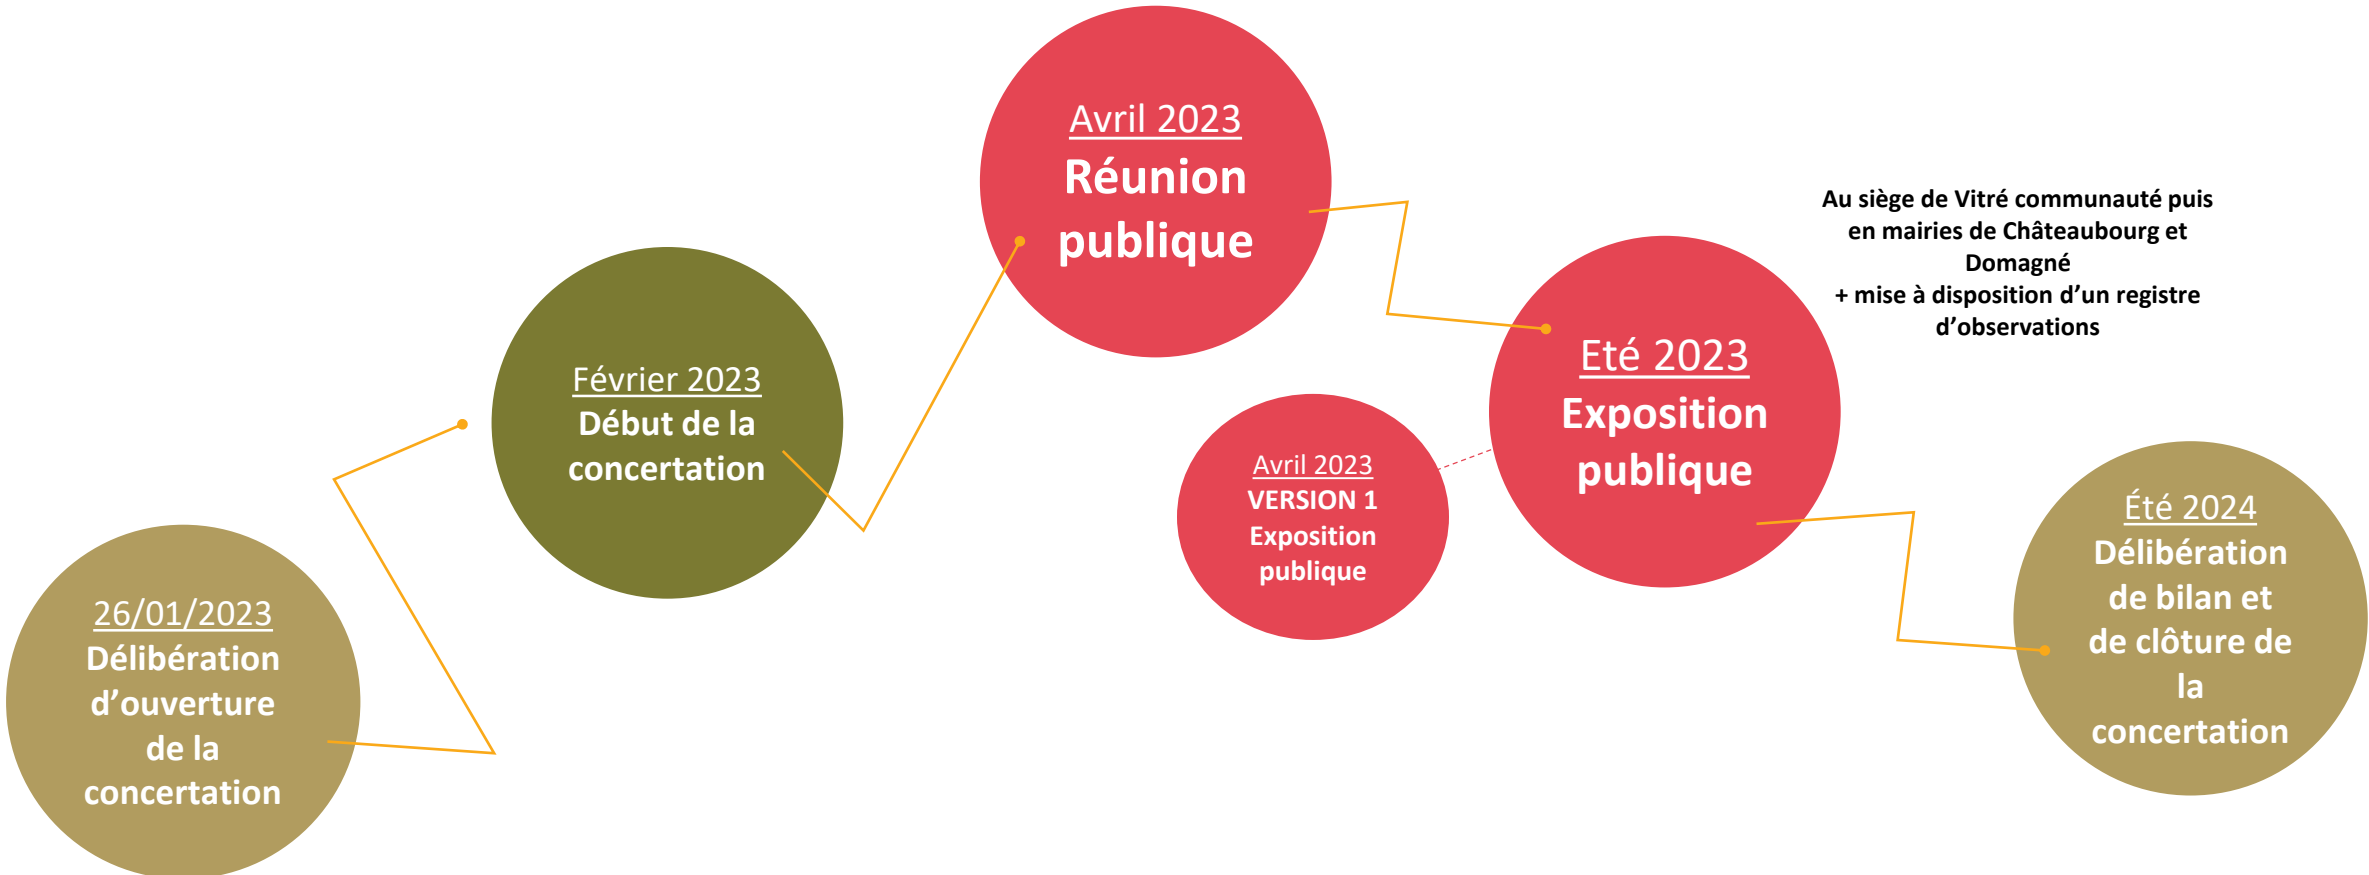 26/01/2023
Délibération
d’ouverture
de la
concertation
Février 2023
Début de la
concertation
Avril 2023
Réunion
publique
Avril 2023
VERSION 1
Exposition
publique
Eté 2023
Exposition
publique
Au siège de Vitré communauté puis
en mairies de Châteaubourg et
Domagné
+ mise à disposition d’un registre
d’observations
Été 2024
Délibération
de bilan et
de clôture de
la
concertation